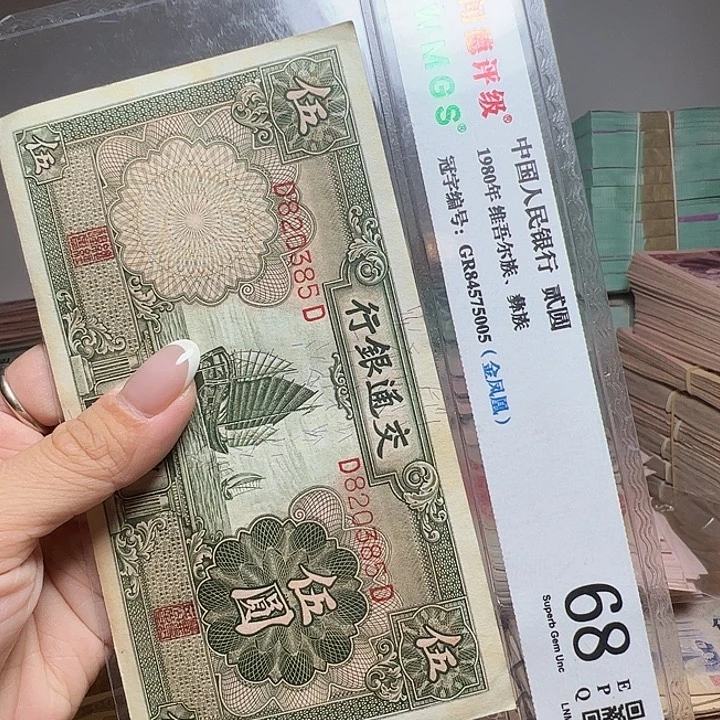 伍
伍
D820385D
行銀通交
D820385D
伍圓
伍
评级®
WMGS®
中国人民银行 贰圆
1980年 维吾尔族、彝族
冠字编号：GR84575005（金凤凰）
68
Superb Gem Unc
E
P
Q